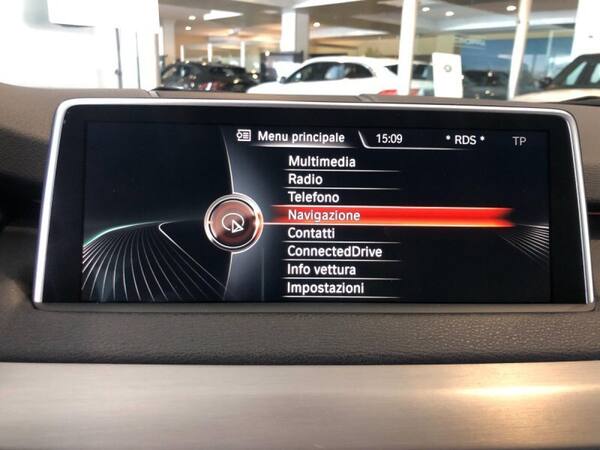 Menu principale 15:09 * RDS * TP
Multimedia
Radio
Telefono
Navigazione
Contatti
ConnectedDrive
Info vettura
Impostazioni